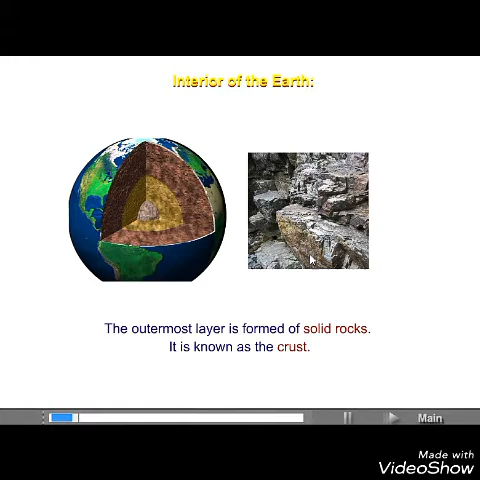 Interior of the Earth:
The outermost layer is formed of solid rocks.
It is known as the crust.
Main
Made with
VideoShow